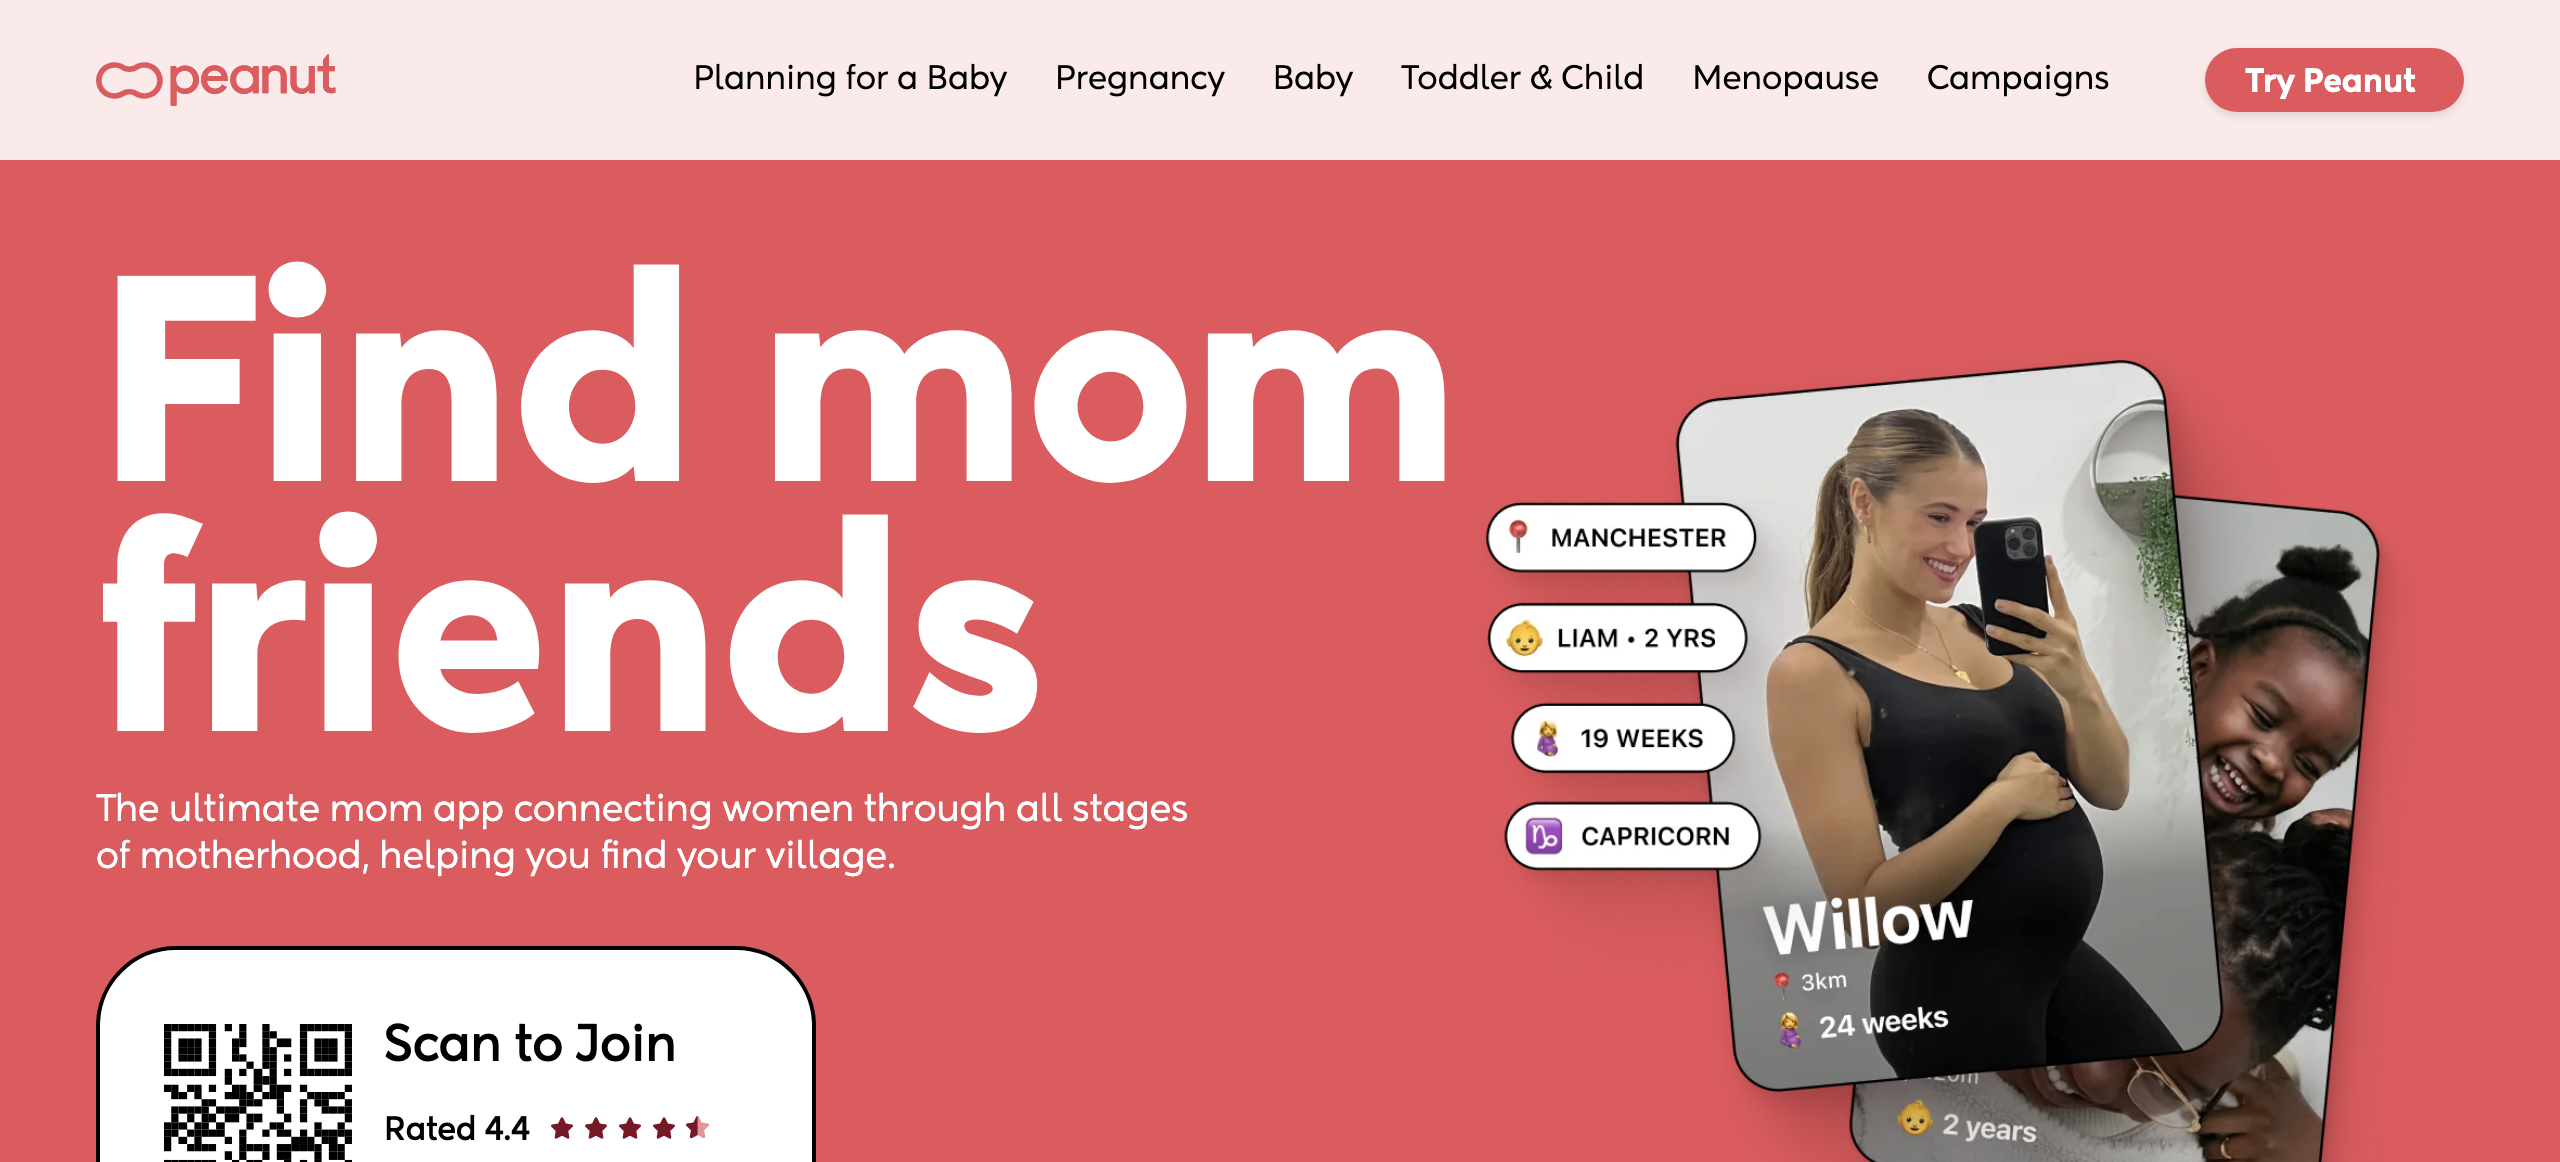 peanut
Planning for a Baby
Pregnancy
Baby
Toddler & Child
Menopause
Campaigns
Try Peanut
Find mom
friends
The ultimate mom app connecting women through all stages
of motherhood, helping you find your village.
Scan to Join
Rated 4.4
MANCHESTER
LIAM • 2 YRS
19 WEEKS
CAPRICORN
Willow
3km
24 weeks
2 years